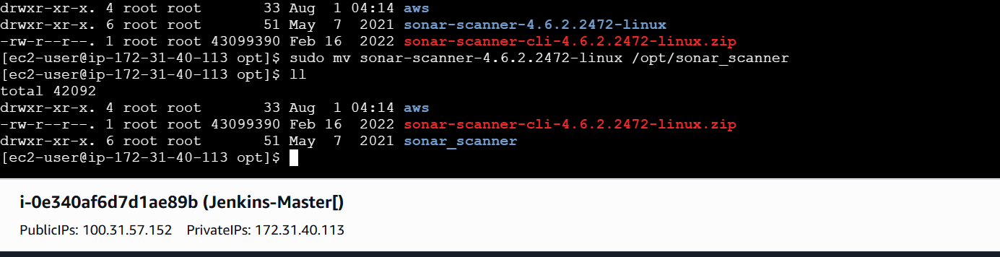 drwxr-xr-x. 4 root root       33 Aug  1 04:14 aws
drwxr-xr-x. 6 root root       51 May  7  2021 sonar-scanner-4.6.2.2472-linux
-rw-r--r--. 1 root root 43099390 Feb 16  2022 sonar-scanner-cli-4.6.2.2472-linux.zip
[ec2-user@ip-172-31-40-113 opt]$ sudo mv sonar-scanner-4.6.2.2472-linux /opt/sonar_scanner
[ec2-user@ip-172-31-40-113 opt]$ ll
total 42092
drwxr-xr-x. 4 root root       33 Aug  1 04:14 aws
-rw-r--r--. 1 root root 43099390 Feb 16  2022 sonar-scanner-cli-4.6.2.2472-linux.zip
drwxr-xr-x. 6 root root       51 May  7  2021 sonar_scanner
[ec2-user@ip-172-31-40-113 opt]$
i-0e340af6d7d1ae89b (Jenkins-Master[)
PublicIPs: 100.31.57.152    PrivateIPs: 172.31.40.113